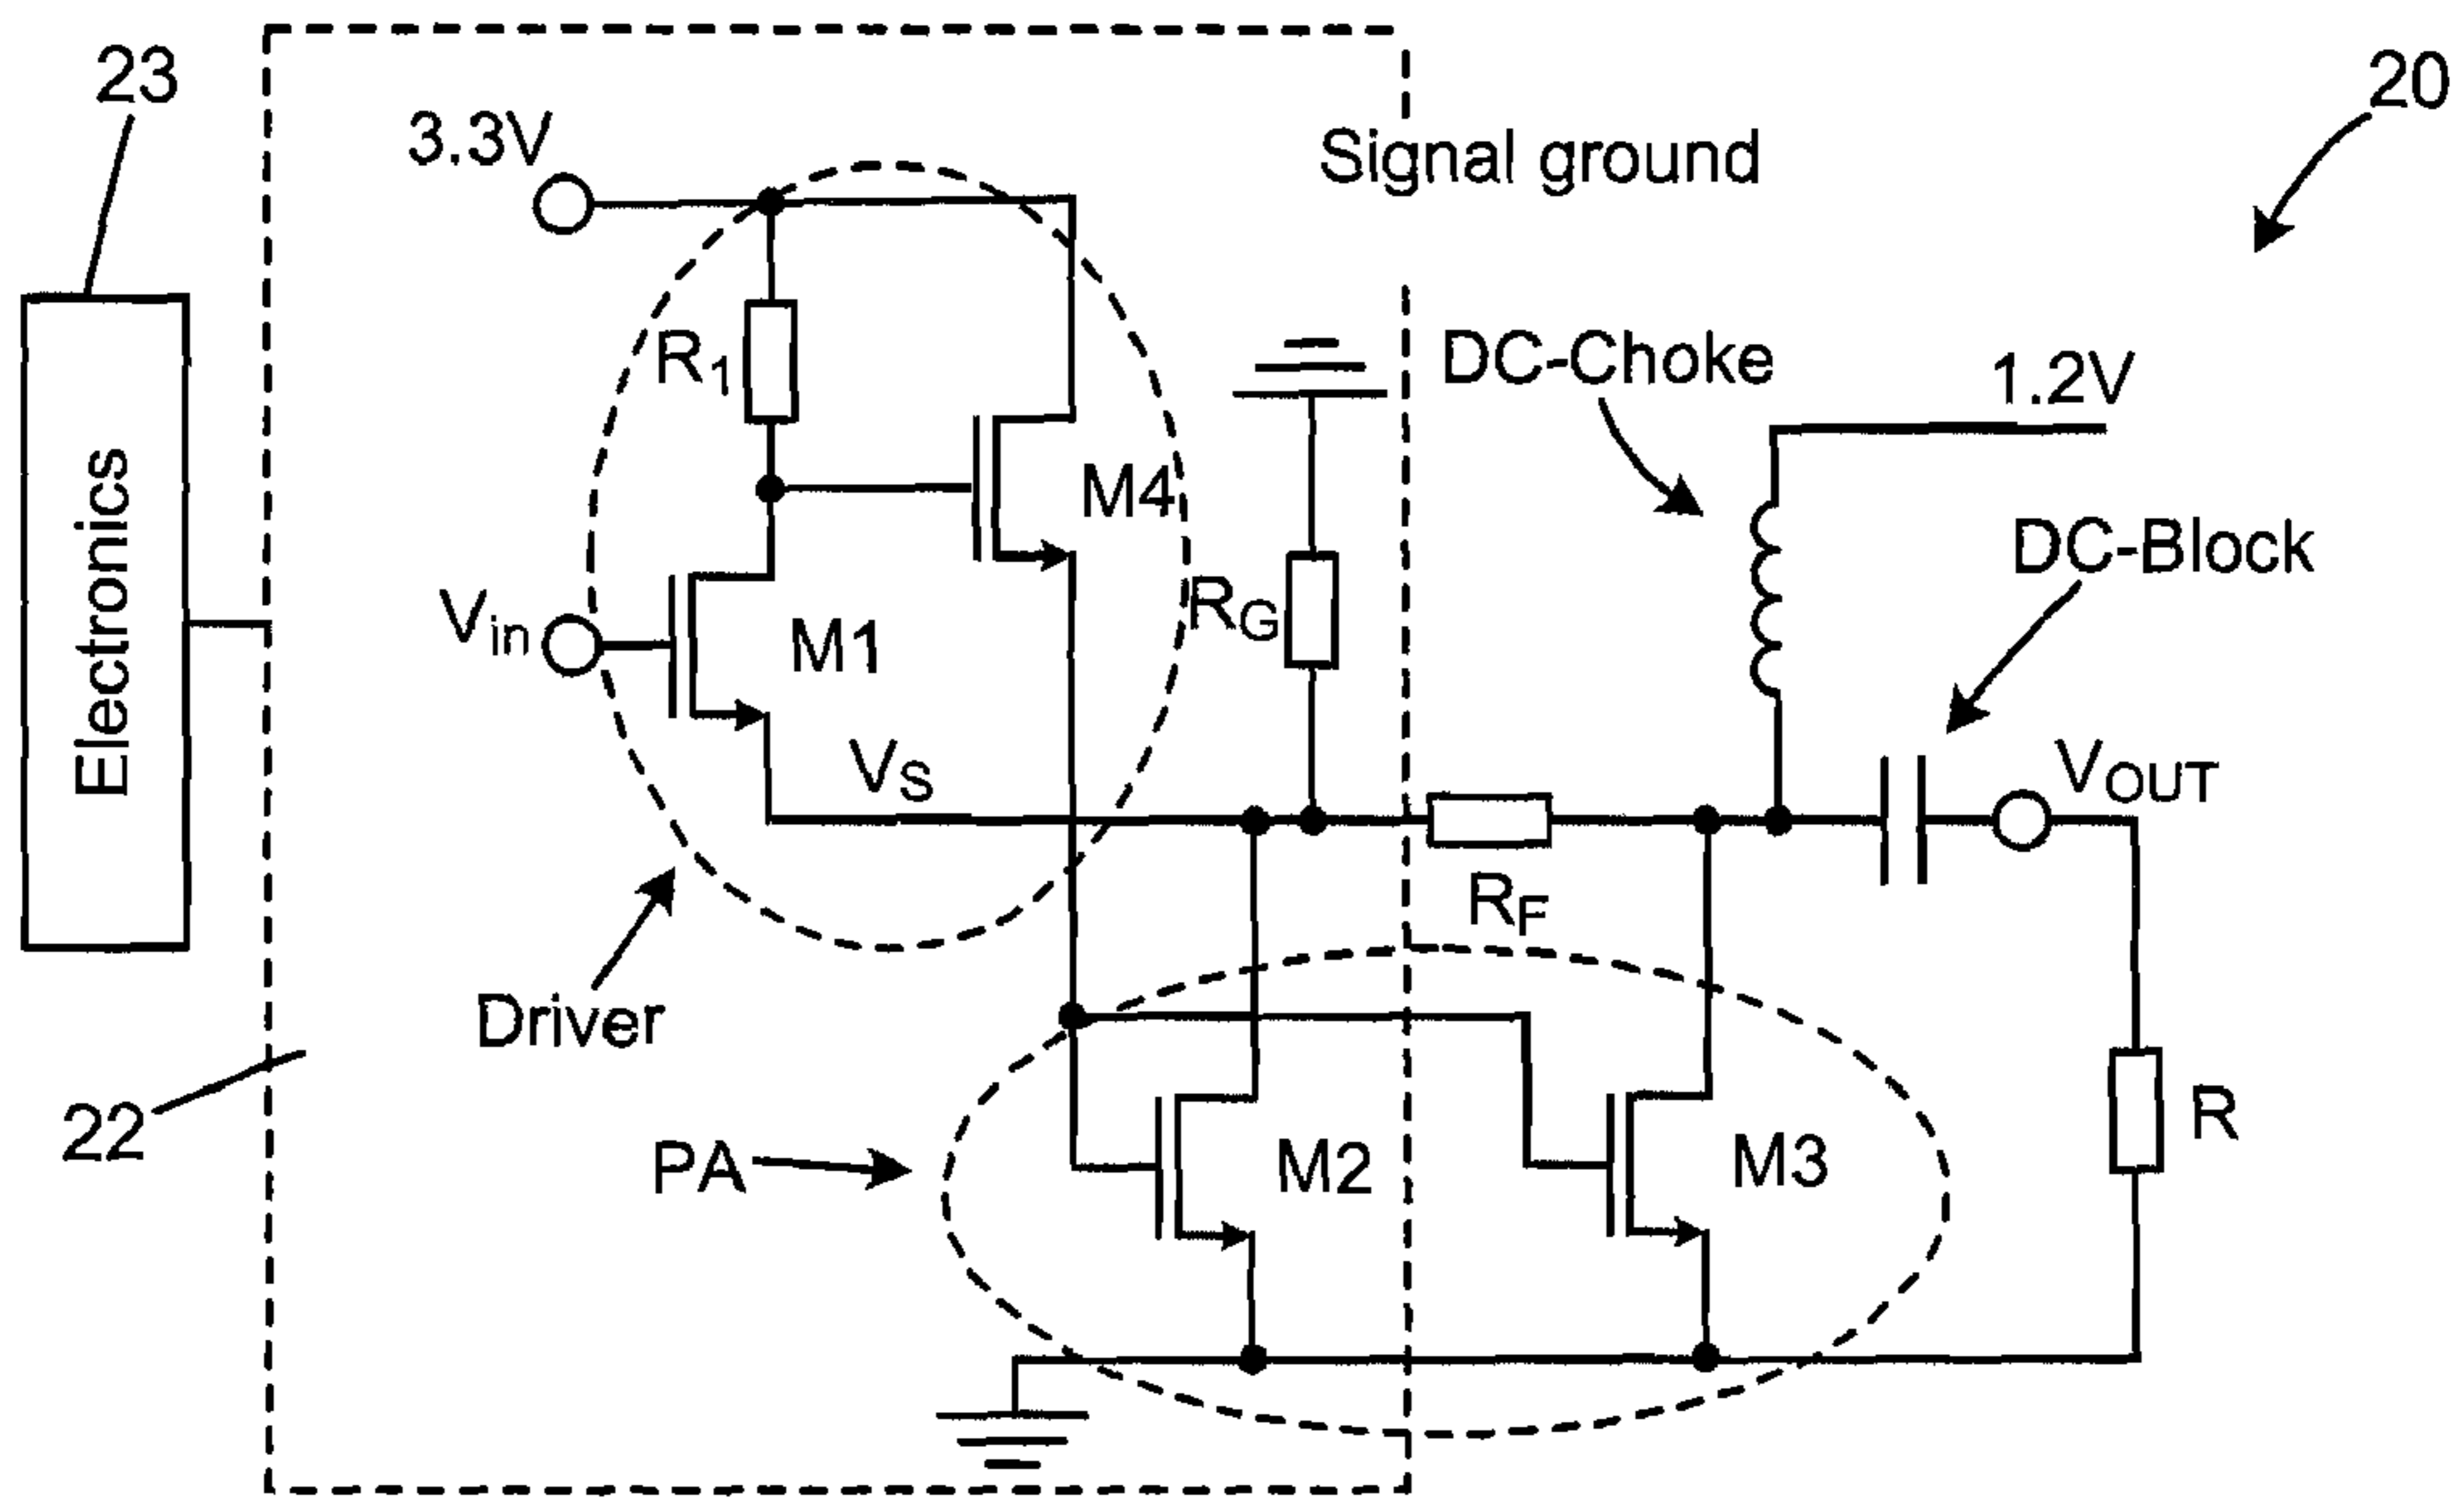 23
20
3.3V
Signal ground
R1
DC-Choke
1.2V
M4
DC-Block
Electronics
Vin
M1
RG
VS
VOUT
RF
Driver
22
PA
M2
M3
R